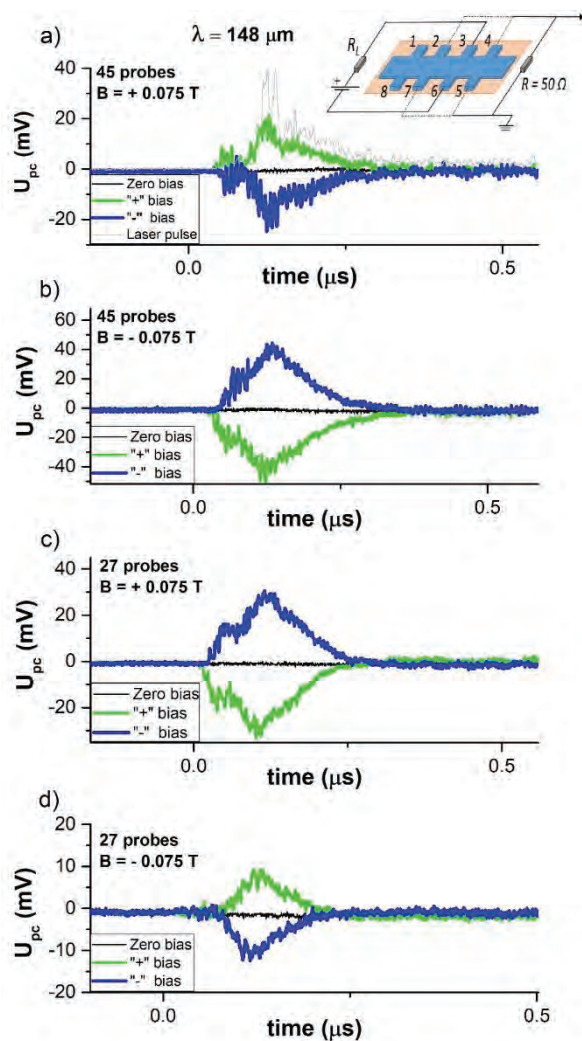 a)
λ = 148 μm
45 probes
B = + 0.075 T
1 2 3 4
8 7 6 5
R_L
+
R = 50 Ω
U_pc (mV)
40
20
0
-20
Zero bias
"+" bias
"-" bias
Laser pulse
0.0 0.5
time (μs)
b)
45 probes
B = - 0.075 T
U_pc (mV)
60
40
20
0
-20
-40
Zero bias
"+" bias
"-" bias
0.0 0.5
time (μs)
c)
27 probes
B = + 0.075 T
U_pc (mV)
40
20
0
-20
Zero bias
"+" bias
"-" bias
0.0 0.5
time (μs)
d)
27 probes
B = - 0.075 T
U_pc (mV)
20
10
0
-10
-20
Zero bias
"+" bias
"-" bias
0.0 0.5
time (μs)